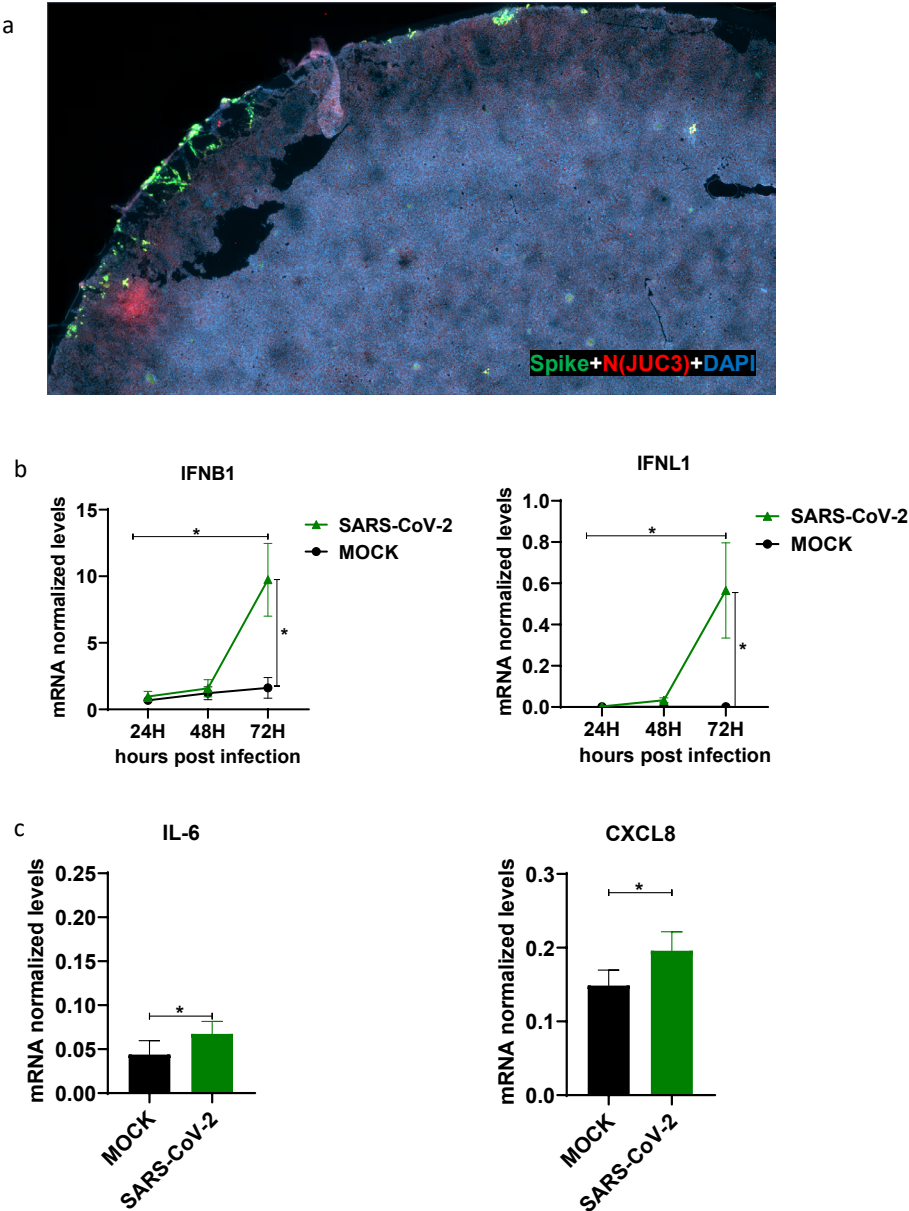 a
Spike+N(JUC3)+DAPI
b
IFNB1
mRNA normalized levels
15
10
5
0
24H 48H 72H
hours post infection
*
*
SARS-CoV-2
MOCK
IFNL1
mRNA normalized levels
1.0
0.8
0.6
0.4
0.2
0.0
24H 48H 72H
hours post infection
*
*
SARS-CoV-2
MOCK
c
IL-6
mRNA normalized levels
0.25
0.20
0.15
0.10
0.05
0.00
*
MOCK
SARS-CoV-2
CXCL8
mRNA normalized levels
0.3
0.2
0.1
0.0
*
MOCK
SARS-CoV-2